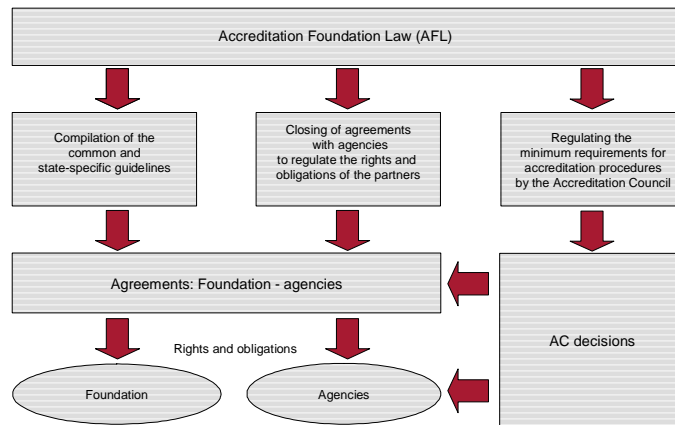 Accreditation Foundation Law (AFL)
Compilation of the
common and
state-specific guidelines
Closing of agreements
with agencies
to regulate the rights and
obligations of the partners
Regulating the
minimum requirements for
accreditation procedures
by the Accreditation Council
Agreements: Foundation - agencies
AC decisions
Rights and obligations
Foundation
Agencies